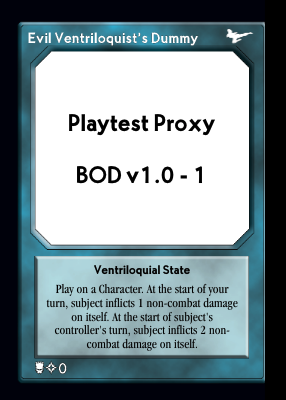 Evil Ventriloquist's Dummy
Playtest Proxy
BOD v1.0 - 1
Ventriloquial State
Play on a Character. At the start of your
turn, subject inflicts 1 non-combat damage
on itself. At the start of subject's
controller's turn, subject inflicts 2 non-
combat damage on itself.
0